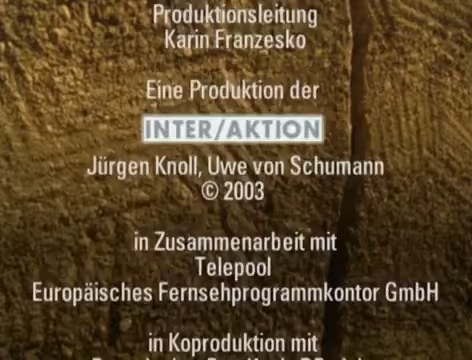 Produktionsleitung
Karin Franzesko
Eine Produktion der
INTER/AKTION
Jürgen Knoll, Uwe von Schumann
© 2003
in Zusammenarbeit mit
Telepool
Europäisches Fernsehprogrammkontor GmbH
in Koproduktion mit